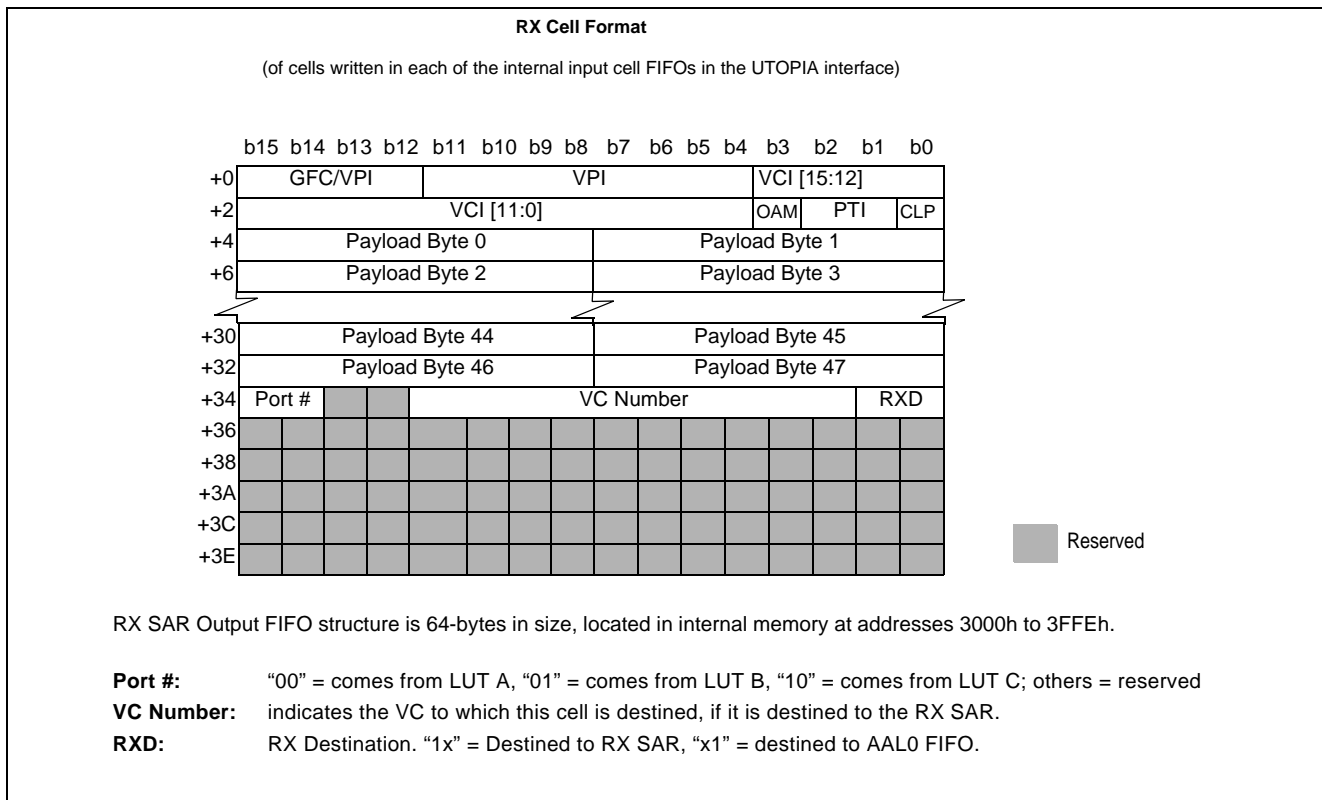 RX Cell Format
(of cells written in each of the internal input cell FIFOs in the UTOPIA interface)
b15 b14 b13 b12 b11 b10 b9 b8 b7 b6 b5 b4 b3 b2 b1 b0
+0 GFC/VPI VPI VCI [15:12]
+2 VCI [11:0] OAM PTI CLP
+4 Payload Byte 0 Payload Byte 1
+6 Payload Byte 2 Payload Byte 3
+30 Payload Byte 44 Payload Byte 45
+32 Payload Byte 46 Payload Byte 47
+34 Port # VC Number RXD
+36
+38
+3A
+3C
+3E
Reserved
RX SAR Output FIFO structure is 64-bytes in size, located in internal memory at addresses 3000h to 3FFEh.
Port #: “00” = comes from LUT A, “01” = comes from LUT B, “10” = comes from LUT C; others = reserved
VC Number: indicates the VC to which this cell is destined, if it is destined to the RX SAR.
RXD: RX Destination. “1x” = Destined to RX SAR, “x1” = destined to AAL0 FIFO.